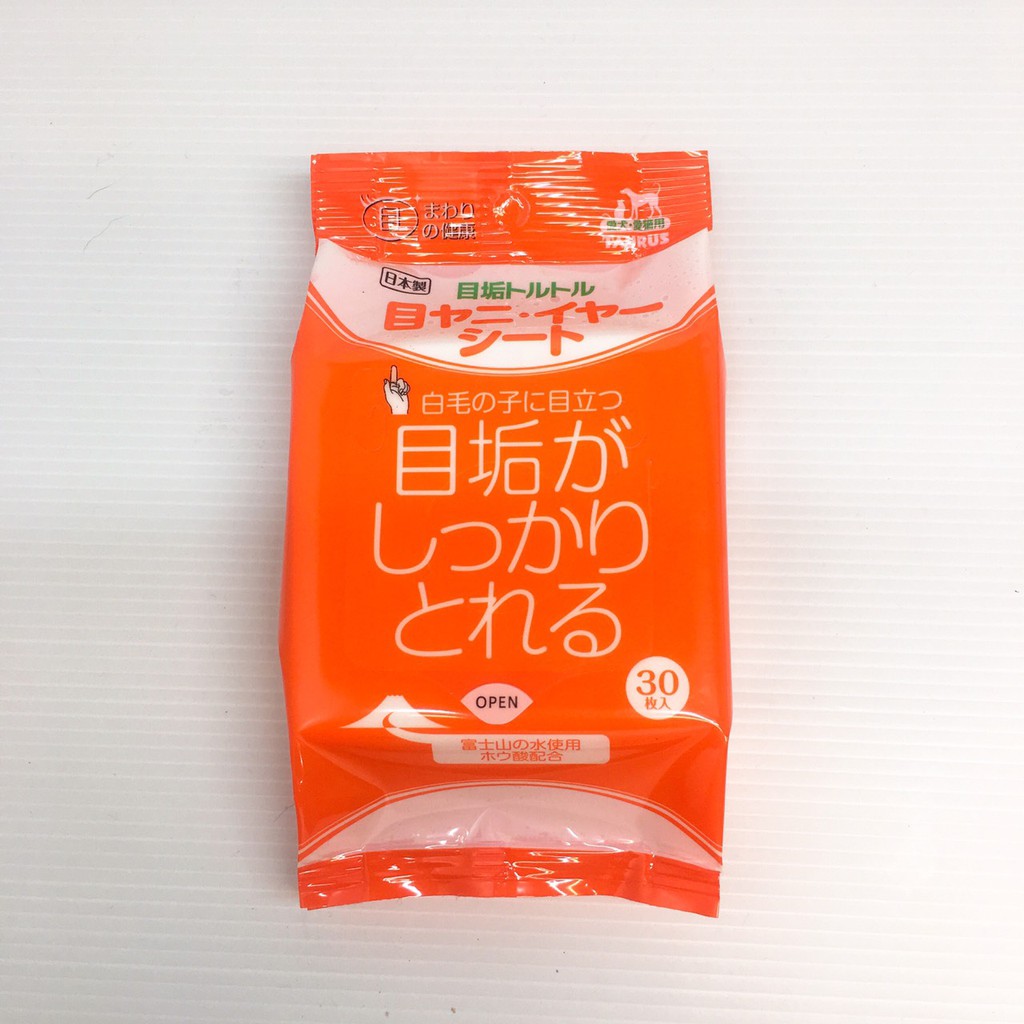 目 まわり
の健康
愛犬・愛猫用
TAURUS
日本製
目垢トルトル
目ヤニ・イヤー
シート
白毛の子に目立つ
目垢が
しっかり
とれる
30
枚入
OPEN
富士山の水使用
ホウ酸配合